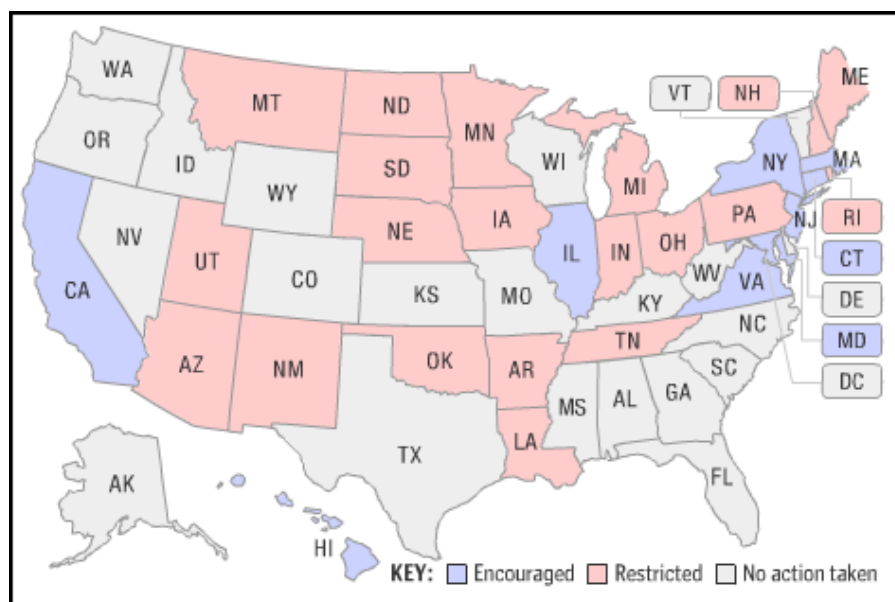 WA
MT
ND
MN
ME
VT
NH
OR
ID
WI
NY
MA
SD
WY
MI
IA
PA
NJ
RI
NE
NV
UT
IL
IN
OH
CT
CA
CO
KS
MO
WV
VA
KY
DE
NC
MD
TN
AZ
NM
OK
AR
SC
DC
MS
AL
GA
LA
TX
AK
FL
HI
KEY: Encouraged Restricted No action taken